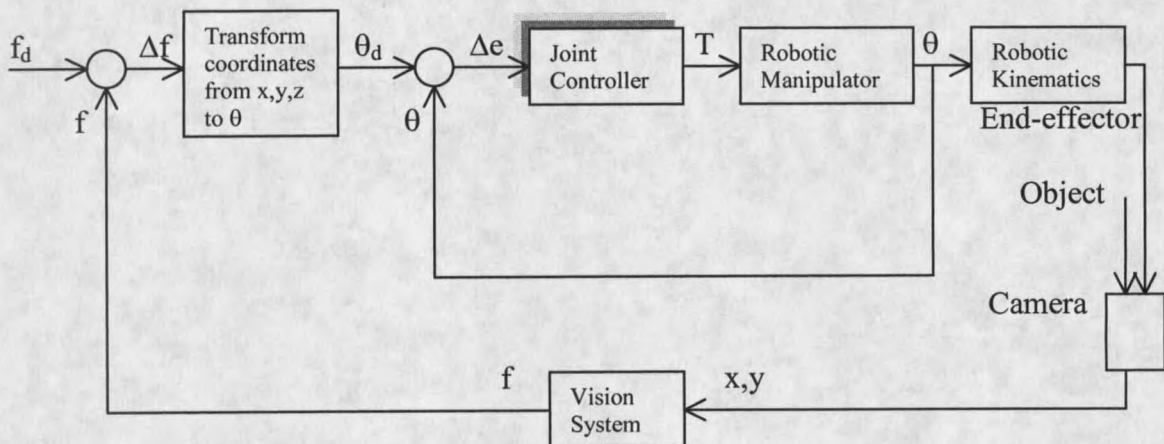 f_d
Δf
Transform
coordinates
from x,y,z
to θ
θ_d
Δe
Joint
Controller
T
Robotic
Manipulator
θ
Robotic
Kinematics
f
θ
End-effector
Object
Camera
f
Vision
System
x,y